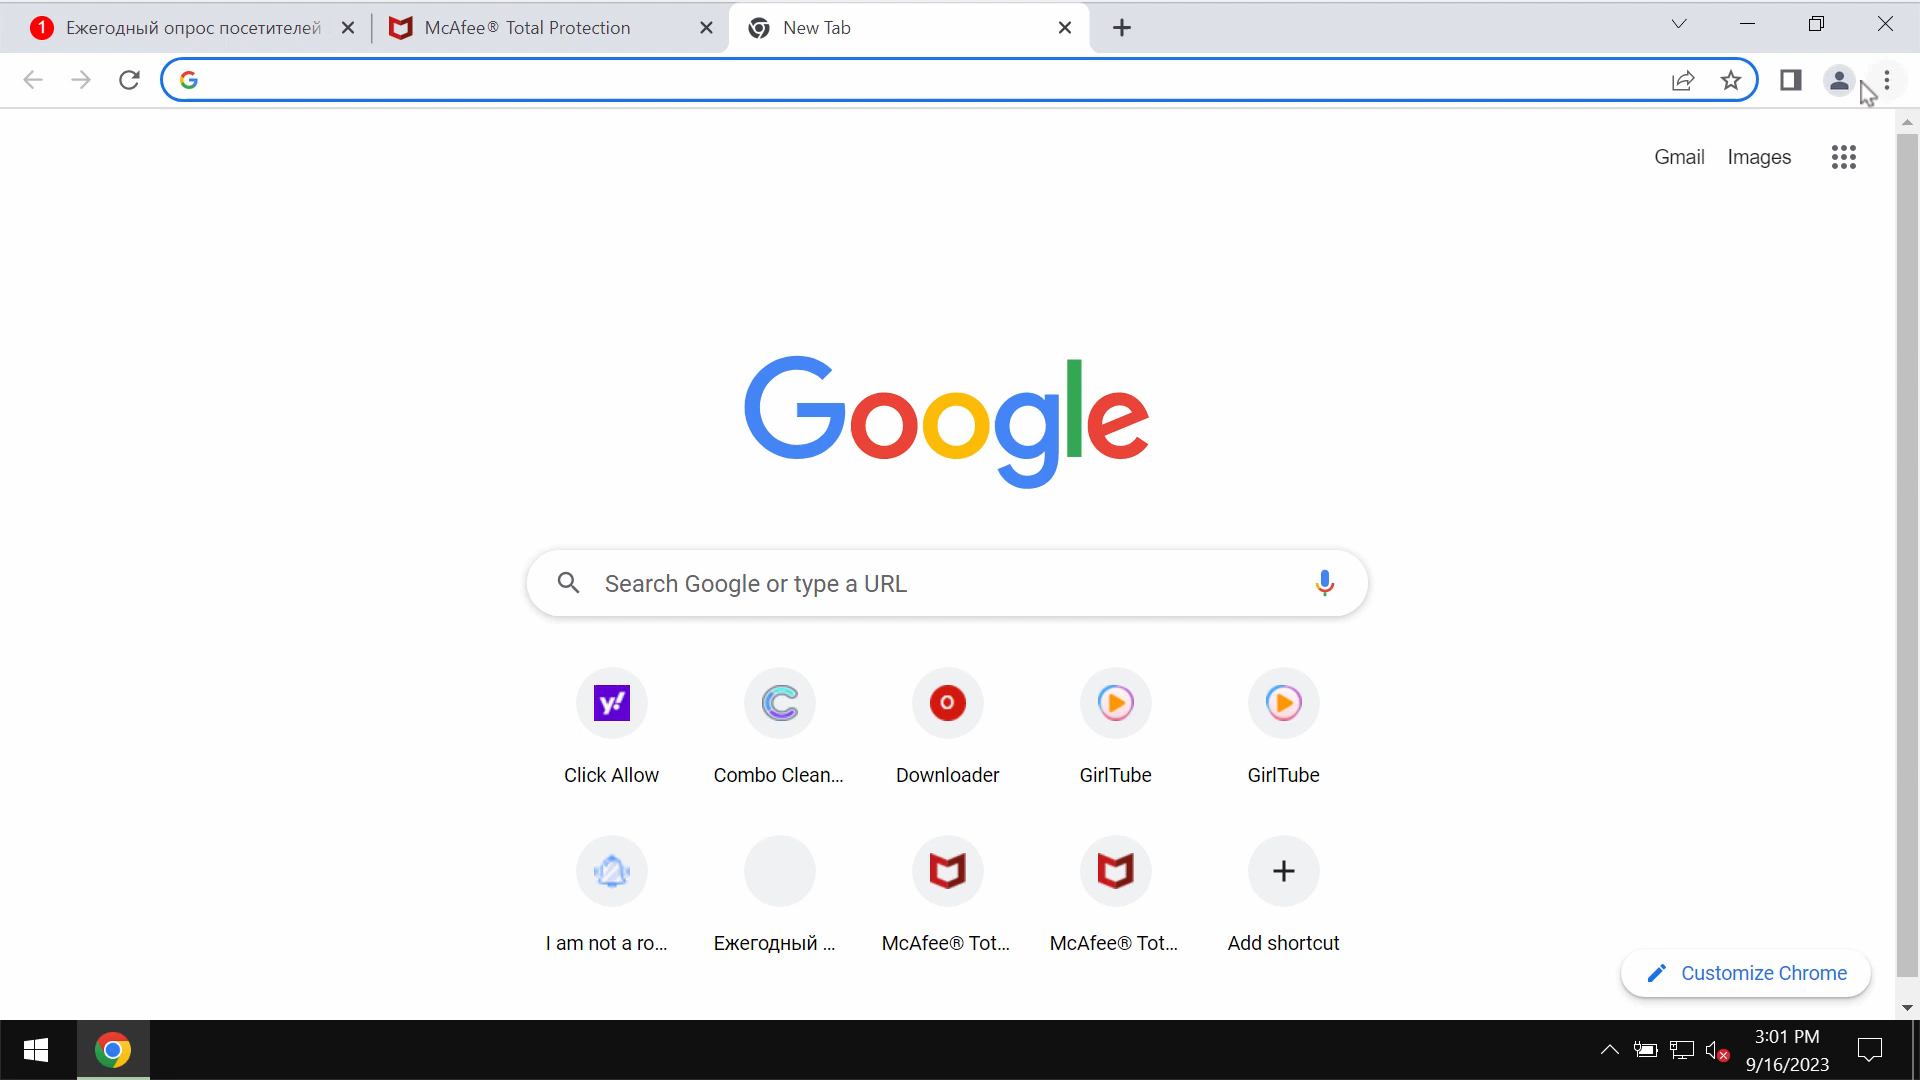 1 Ежегодный опрос посетителей
McAfee® Total Protection
New Tab
Gmail Images
Google
Search Google or type a URL
y!
Click Allow
Combo Clean...
O
Downloader
GirlTube
GirlTube
I am not a ro...
Ежегодный ...
McAfee® Tot...
McAfee® Tot...
Add shortcut
Customize Chrome
3:01 PM
9/16/2023